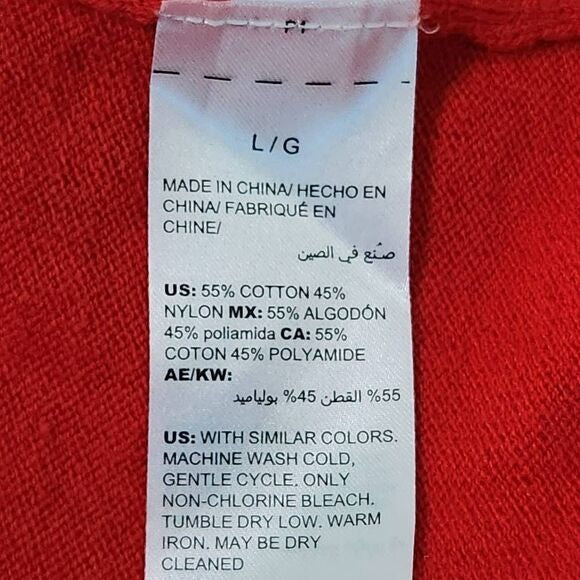 L / G
MADE IN CHINA/ HECHO EN
CHINA/ FABRIQUÉ EN
CHINE/
صُنع في الصين
US: 55% COTTON 45%
NYLON MX: 55% ALGODÓN
45% poliamida CA: 55%
COTON 45% POLYAMIDE
AE/KW:
55% القطن 45% بولياميد
US: WITH SIMILAR COLORS.
MACHINE WASH COLD,
GENTLE CYCLE, ONLY
NON-CHLORINE BLEACH.
TUMBLE DRY LOW. WARM
IRON. MAY BE DRY
CLEANED